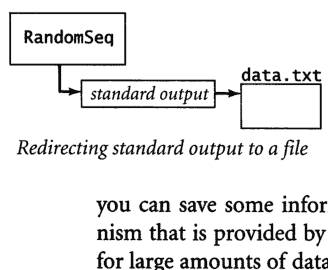 RandomSeq
data.txt
standard output
Redirecting standard output to a file
you can save some infor
nism that is provided by
for large amounts of data